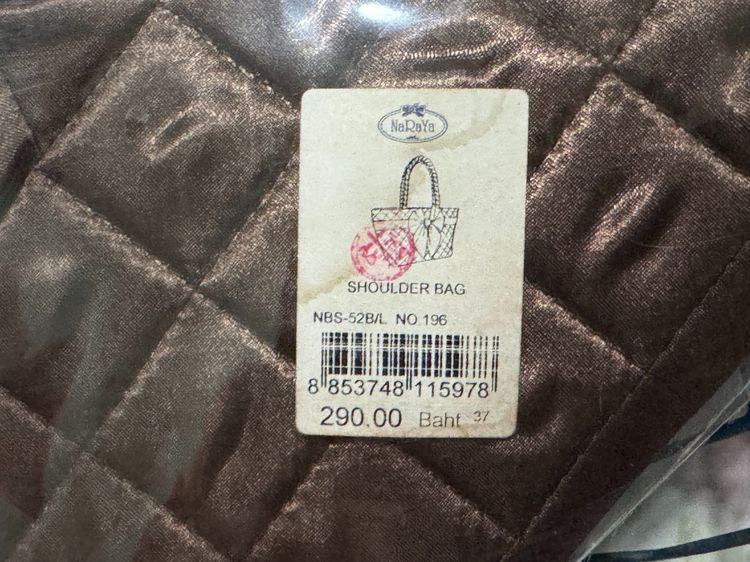 NaRaYa
SHOULDER BAG
NBS-52B/L NO.196
8 853748 115978
290.00 Baht 37